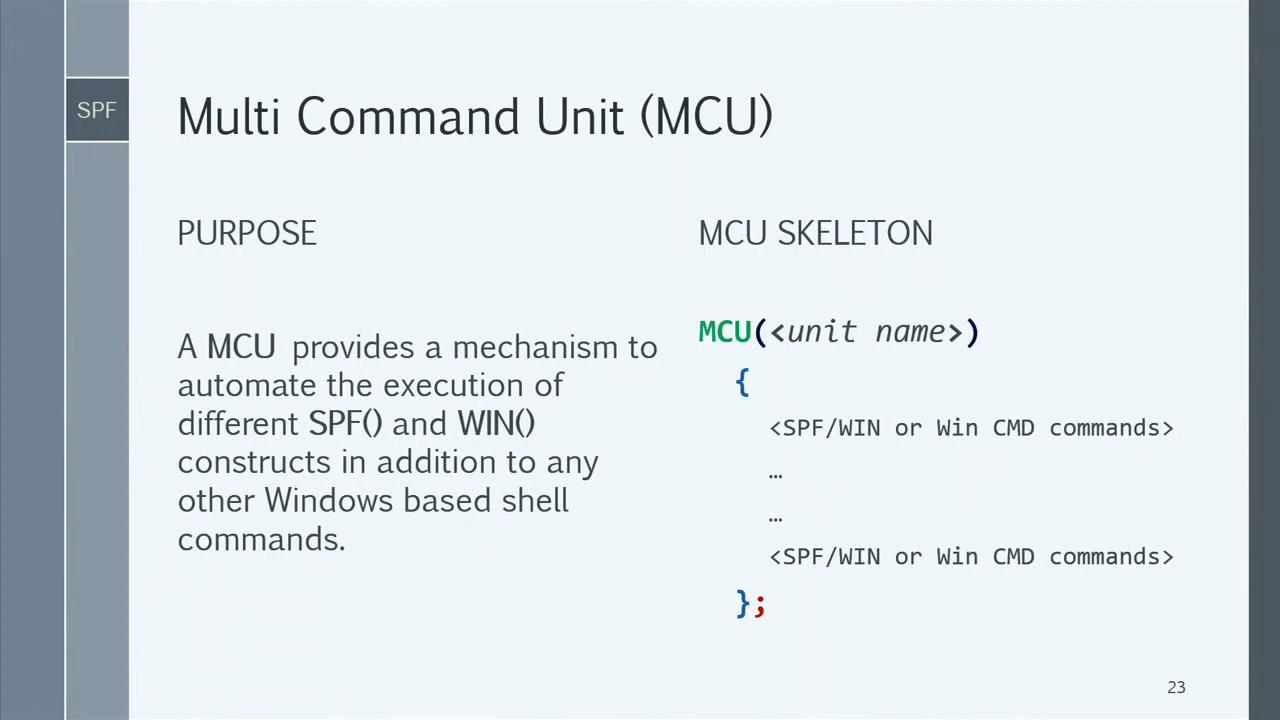 SPF
Multi Command Unit (MCU)
PURPOSE
A MCU provides a mechanism to
automate the execution of
different SPF() and WIN()
constructs in addition to any
other Windows based shell
commands.
MCU SKELETON
MCU(<unit name>)
{
<SPF/WIN or Win CMD commands>
…
…
<SPF/WIN or Win CMD commands>
};
23